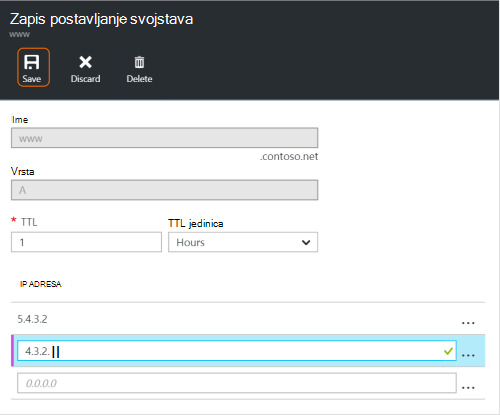 Zapis postavljanje svojstava
www
Save Discard Delete
Ime
www
.contoso.net
Vrsta
A
* TTL TTL jedinica
1 Hours
IP ADRESA
5.4.3.2 ...
4.3.2. ...
0.0.0.0 ...